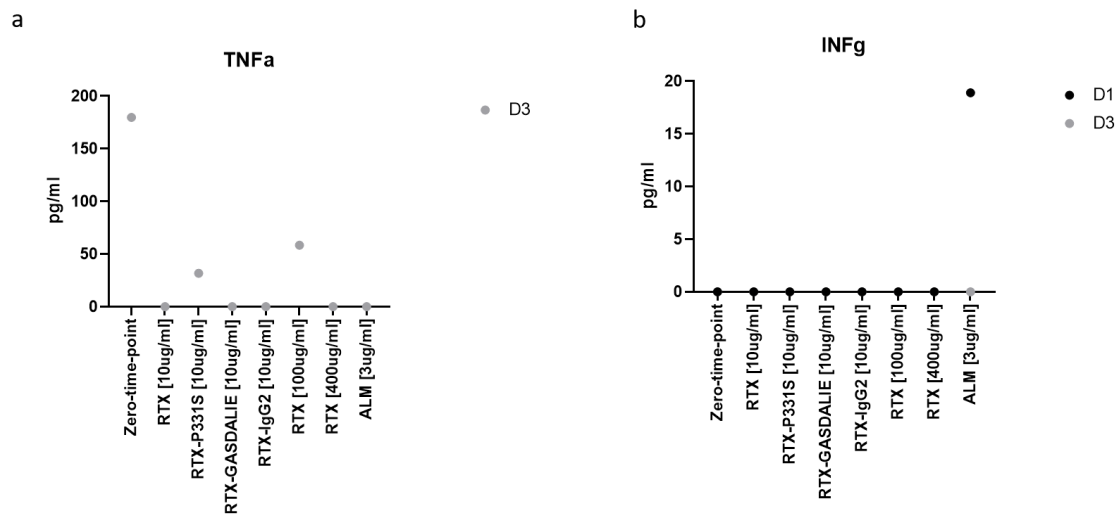 a
TNFa
200
150
100
50
0
pg/ml
Zero-time-point
RTX [10ug/ml]
RTX-P331S [10ug/ml]
RTX-GASDALIE [10ug/ml]
RTX-IgG2 [10ug/ml]
RTX [100ug/ml]
RTX [400ug/ml]
ALM [3ug/ml]
D3
b
INFg
20
15
10
5
0
pg/ml
Zero-time-point
RTX [10ug/ml]
RTX-P331S [10ug/ml]
RTX-GASDALIE [10ug/ml]
RTX-IgG2 [10ug/ml]
RTX [100ug/ml]
RTX [400ug/ml]
ALM [3ug/ml]
D1
D3